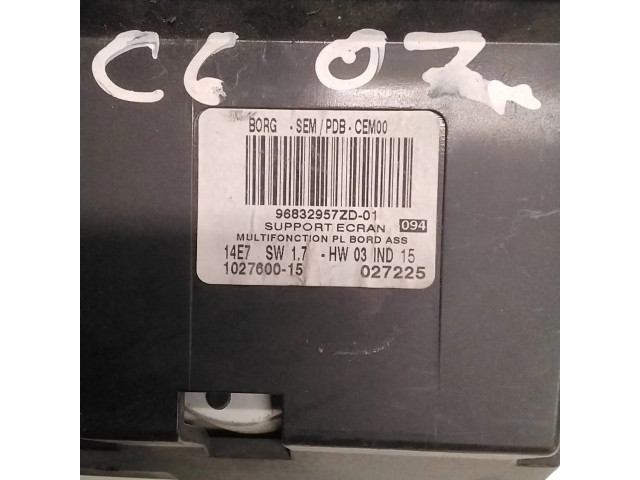 C6 07
BORG - SEM / PDB - CEM00
96832957ZD-01
SUPPORT ECRAN 094
MULTIFONCTION PL BORD ASS
14E7 SW 1.7 - HW 03 IND 15
1027600-15 027225